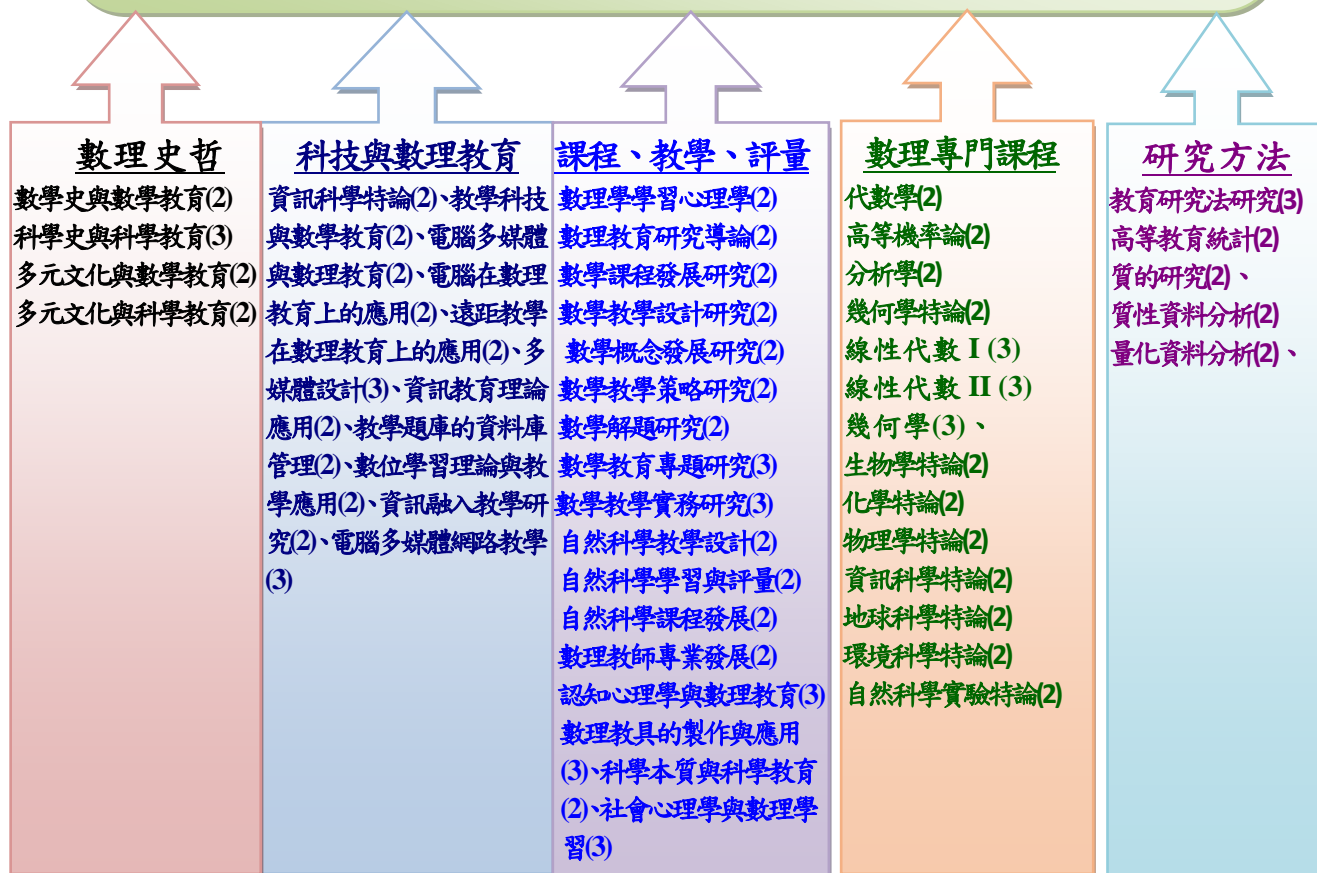 數理史哲
數學史與數學教育(2)
科學史與科學教育(3)
多元文化與數學教育(2)
多元文化與科學教育(2)
科技與數理教育
資訊科學特論(2)、教學科技
與數學教育(2)、電腦多媒體
與數理教育(2)、電腦在數理
教育上的應用(2)、遠距教學
在數理教育上的應用(2)、多
媒體設計(3)、資訊教育理論
應用(2)、教學題庫的資料庫
管理(2)、數位學習理論與教
學應用(2)、資訊融入教學研
究(2)、電腦多媒體網路教學
(3)
課程、教學、評量
數理學學習心理學(2)
數理教育研究導論(2)
數學課程發展研究(2)
數學教學設計研究(2)
數學概念發展研究(2)
數學教學策略研究(2)
數學解題研究(2)
數學教育專題研究(3)
數學教學實務研究(3)
自然科學教學設計(2)
自然科學學習與評量(2)
自然科學課程發展(2)
數理教師專業發展(2)
認知心理學與數理教育(3)
數理教具的製作與應用
(3)、科學本質與科學教育
(2)、社會心理學與數理學
習(3)
數理專門課程
代數學(2)
高等機率論(2)
分析學(2)
幾何學特論(2)
線性代數 I (3)
線性代數 II (3)
幾何學(3)、
生物學特論(2)
化學特論(2)
物理學特論(2)
資訊科學特論(2)
地球科學特論(2)
環境科學特論(2)
自然科學實驗特論(2)
研究方法
教育研究法研究(3)
高等教育統計(2)
質的研究(2)、
質性資料分析(2)
量化資料分析(2)、